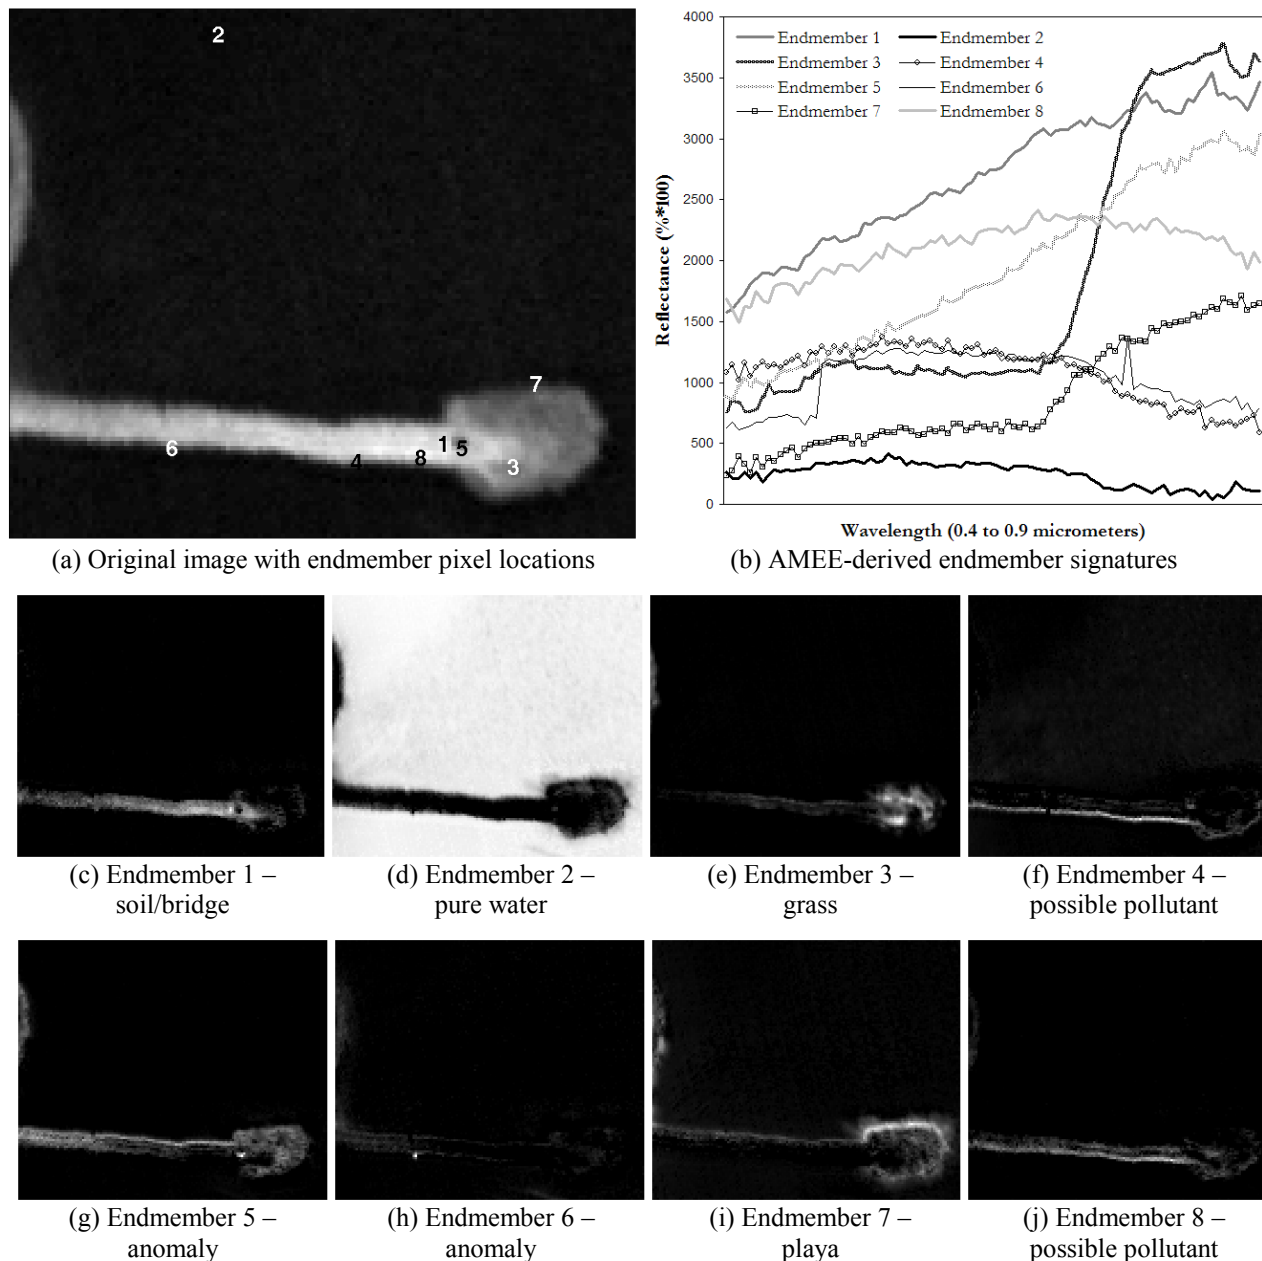 2
7
6
4
8
1
5
3
(a) Original image with endmember pixel locations
4000
3500
3000
2500
2000
1500
1000
500
0
Reflectance (%*100)
Endmember 1 Endmember 2
Endmember 3 Endmember 4
Endmember 5 Endmember 6
Endmember 7 Endmember 8
Wavelength (0.4 to 0.9 micrometers)
(b) AMEE-derived endmember signatures
(c) Endmember 1 –
soil/bridge
(d) Endmember 2 –
pure water
(e) Endmember 3 –
grass
(f) Endmember 4 –
possible pollutant
(g) Endmember 5 –
anomaly
(h) Endmember 6 –
anomaly
(i) Endmember 7 –
playa
(j) Endmember 8 –
possible pollutant